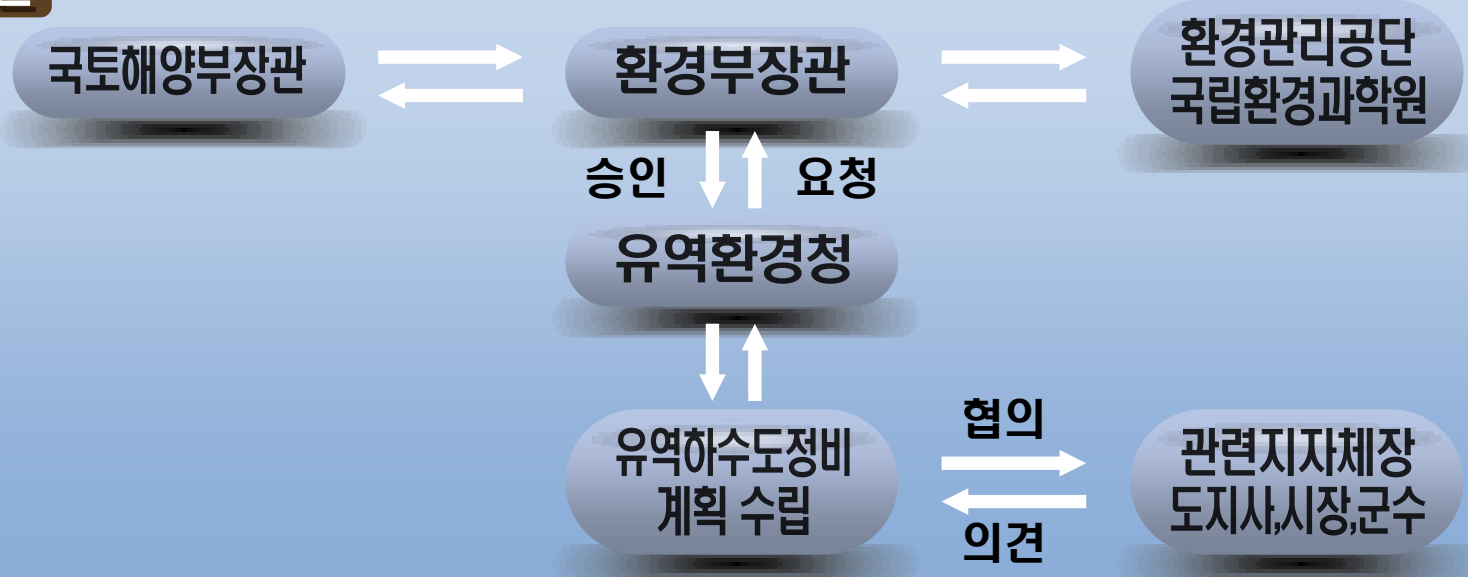 국토해양부장관
환경부장관
환경관리공단
국립환경과학원
승인
요청
유역환경청
유역하수도정비
계획 수립
협의
의견
관련지자체장
도지사,시장,군수